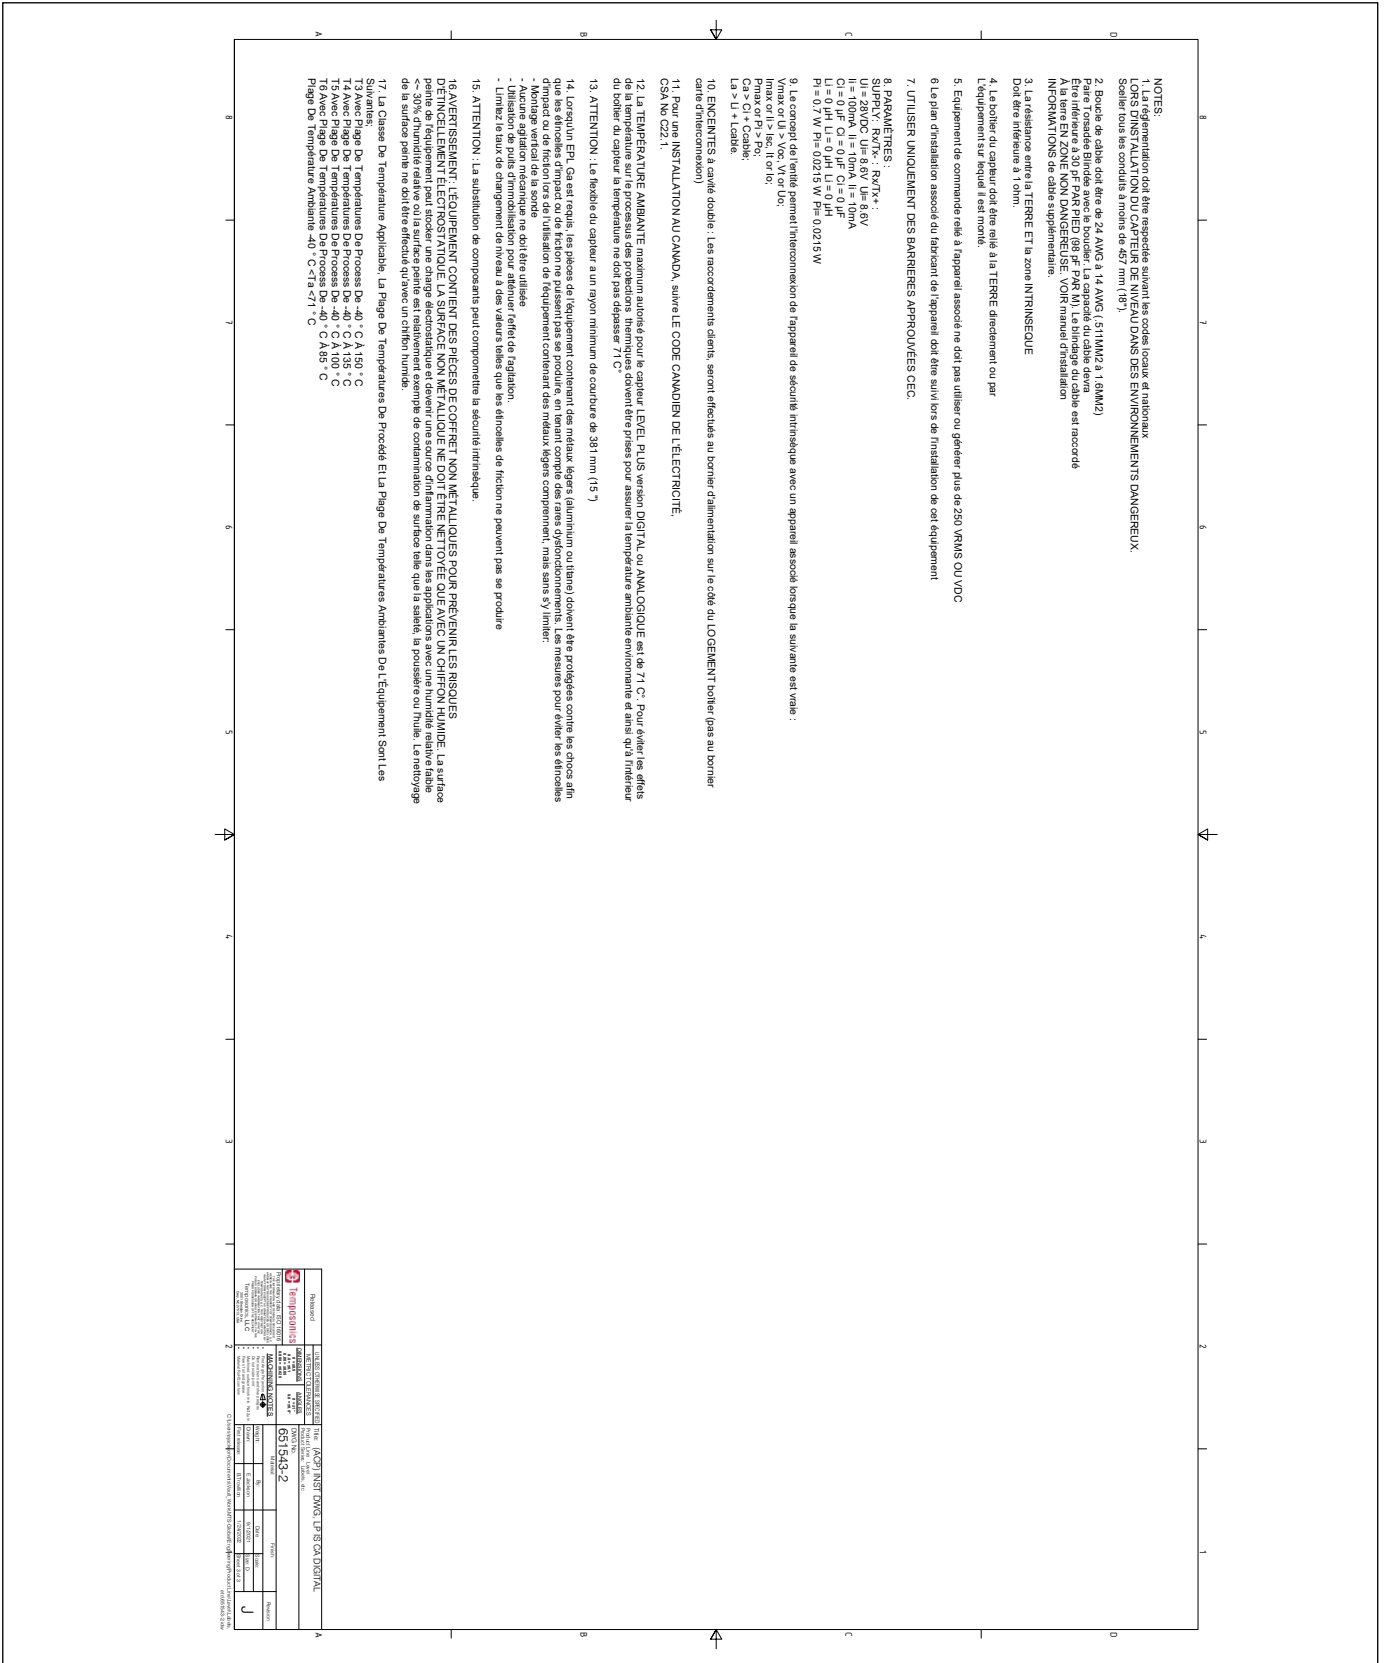 NOTES:
1. La réglementation doit être respectée suivant les codes locaux et nationaux
LORS D'INSTALLATION DU CAPTEUR DE NIVEAU DANS DES ENVIRONNEMENTS DANGEREUX.
Sceller tous les conduits à moins de 457 mm (18").
2. Boucle de câble doit être de 24 AWG à 14 AWG (.511MM2 à 1.6MM2)
Paire Torsadée Blindée avec le bouclier. La capacité du câble devra
Être inférieure à 30 pF PAR PIED (98 pF PAR M). Le blindage du câble est raccordé
À la terre EN ZONE NON DANGEREUSE. VOIR manuel d'installation
INFORMATIONS de câble supplémentaire.
3. La résistance entre la TERRE ET la zone INTRINSEQUE
Doit être inférieure à 1 ohm.
4. Le boîtier du capteur doit être relié à la TERRE directement ou par
L'équipement sur lequel il est monté.
5. Equipement de commande relié à l'appareil associé ne doit pas utiliser ou générer plus de 250 VRMS OU VDC
6 Le plan d'installation associé du fabricant de l'appareil doit être suivi lors de l'installation de cet équipement
7. UTILISER UNIQUEMENT DES BARRIERES APPROUVÉES CEC.
8. PARAMÈTRES :
SUPPLY: Rx/Tx- : Rx/Tx+ :
Ui = 28VDC Ui= 8.6V Ui= 8.6V
Ii = 100mA Ii = 10mA Ii = 10mA
Ci = 0 µF Ci = 0 µF Ci = 0 µF
Li = 0 µH Li = 0 µH Li = 0 µH
Pi = 0.7 W Pi= 0.0215 W Pi= 0.0215 W
9. Le concept de l'entité permet l'interconnexion de l'appareil de sécurité intrinsèque avec un appareil associé lorsque la suivante est vraie :
Vmax or Ui > Voc, Vt or Uo;
Imax or Ii > Isc, It or Io;
Pmax or Pi > Po;
Ca > Ci + Ccable;
La > Li + Lcable.
10. ENCEINTES à cavité double : Les raccordements clients, seront effectués au bornier d'alimentation sur le côté du LOGEMENT boîtier (pas au bornier
carte d'interconnexion)
11. Pour une INSTALLATION AU CANADA, suivre LE CODE CANADIEN DE L'ÉLECTRICITÉ,
CSA No C22.1.
12. La TEMPÉRATURE AMBIANTE maximum autorisé pour le capteur LEVEL PLUS version DIGITAL ou ANALOGIQUE est de 71 C°. Pour éviter les effets
de la température sur le processus des protections thermiques doivent être prises pour assurer la température ambiante environnante et ainsi qu'à l'intérieur
du boîtier du capteur la température ne doit pas dépasser 71 C°
13. ATTENTION : Le flexible du capteur a un rayon minimum de courbure de 381 mm (15 ")
14. Lorsqu'un EPL Ga est requis, les pièces de l'équipement contenant des métaux légers (aluminium ou titane) doivent être protégées contre les chocs afin
que les étincelles d'impact ou de friction ne puissent pas se produire, en tenant compte des rares dysfonctionnements. Les mesures pour éviter les étincelles
d'impact ou de friction lors de l'utilisation de l'équipement contenant des métaux légers comprennent, mais sans s'y limiter:
- Montage vertical de la sonde
- Aucune agitation mécanique ne doit être utilisée
- Utilisation de puits d'immobilisation pour atténuer l'effet de l'agitation.
- Limitez le taux de changement de niveau à des valeurs telles que les étincelles de friction ne peuvent pas se produire
15. ATTENTION : La substitution de composants peut compromettre la sécurité intrinsèque.
16.AVERTISSEMENT: L'ÉQUIPEMENT CONTIENT DES PIÈCES DE COFFRET NON MÉTALLIQUES POUR PRÉVENIR LES RISQUES
D'ÉTINCELLEMENT ÉLECTROSTATIQUE. LA SURFACE NON MÉTALLIQUE NE DOIT ÊTRE NETTOYÉE QUE AVEC UN CHIFFON HUMIDE. La surface
peinte de l'équipement peut stocker une charge électrostatique et devenir une source d'inflammation dans les applications avec une humidité relative faible
<~ 30% d'humidité relative où la surface peinte est relativement exempte de contamination de surface telle que la saleté, la poussière ou l'huile. Le nettoyage
de la surface peinte ne doit être effectué qu'avec un chiffon humide.
17. La Classe De Température Applicable, La Plage De Températures De Procédé Et La Plage De Températures Ambiantes De L'Équipement Sont Les
Suivantes;
T3 Avec Plage De Températures De Process De -40 ° C À 150 ° C
T4 Avec Plage De Températures De Process De -40 ° C À 135 ° C
T5 Avec Plage De Températures De Process De -40 ° C À 100 ° C
T6 Avec Plage De Températures De Process De -40 ° C À 85 ° C
Plage De Température Ambiante -40 ° C <Ta <71 ° C
Released
Temposonics
Proprietary data: ISO 16016
Temposonics, LLC
UNLESS OTHERWISE SPECIFIED
METRIC TOLERANCES
DIMENSIONS
ANGLES
MACHINING NOTES
Title: (ACP) INST DWG, LP IS CA DIGITAL
DWG No.
651543-2
Material
Finish
Revision
J